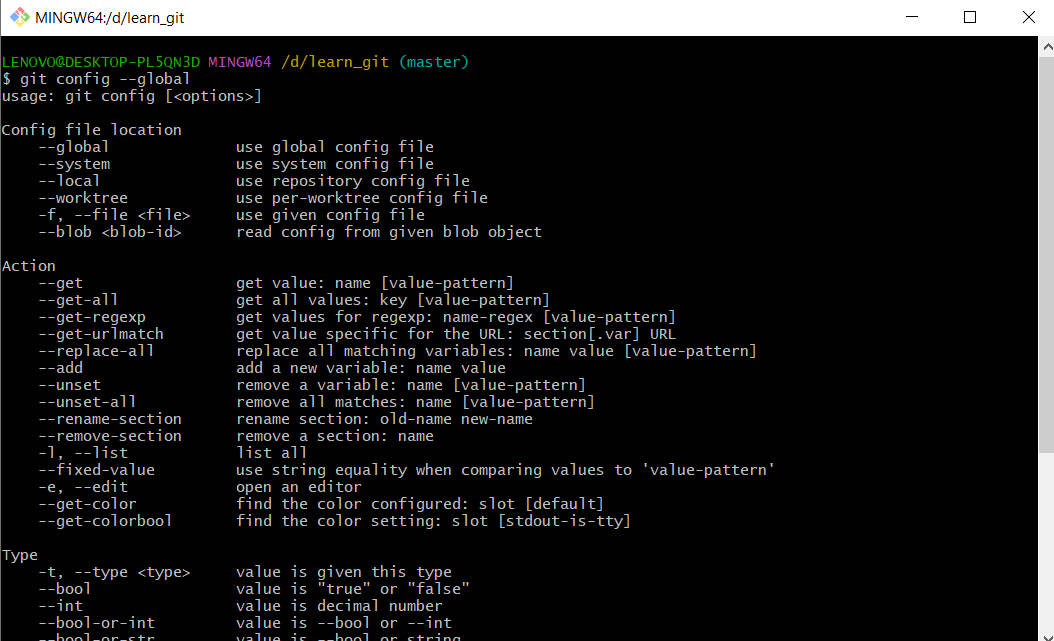 MINGW64:/d/learn_git
LENOVO@DESKTOP-PL5QN3D MINGW64 /d/learn_git (master)
$ git config --global
usage: git config [<options>]
Config file location
--global use global config file
--system use system config file
--local use repository config file
--worktree use per-worktree config file
-f, --file <file> use given config file
--blob <blob-id> read config from given blob object
Action
--get get value: name [value-pattern]
--get-all get all values: key [value-pattern]
--get-regexp get values for regexp: name-regex [value-pattern]
--get-urlmatch get value specific for the URL: section[.var] URL
--replace-all replace all matching variables: name value [value-pattern]
--add add a new variable: name value
--unset remove a variable: name [value-pattern]
--unset-all remove all matches: name [value-pattern]
--rename-section rename section: old-name new-name
--remove-section remove a section: name
-l, --list list all
--fixed-value use string equality when comparing values to 'value-pattern'
-e, --edit open an editor
--get-color find the color configured: slot [default]
--get-colorbool find the color setting: slot [stdout-is-tty]
Type
-t, --type <type> value is given this type
--bool value is "true" or "false"
--int value is decimal number
--bool-or-int value is --bool or --int
--bool-or-str value is --bool or string